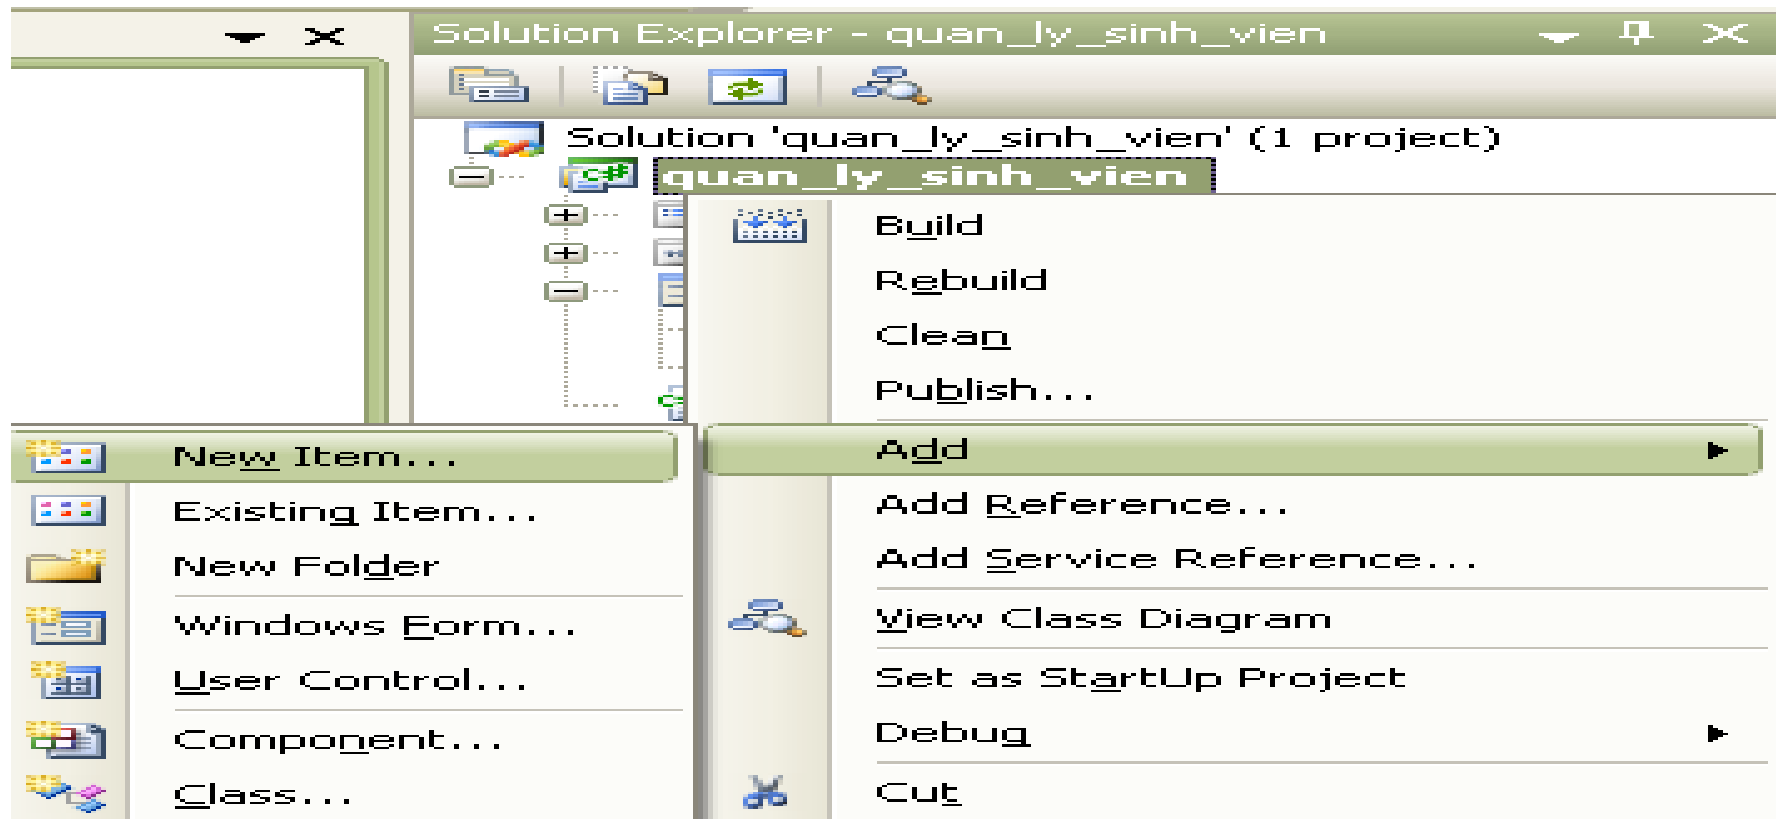 Solution Explorer - quan_ly_sinh_vien
Solution 'quan_ly_sinh_vien' (1 project)
quan_ly_sinh_vien
Build
Rebuild
Clean
Publish...
Add
Add Reference...
Add Service Reference...
View Class Diagram
Set as StartUp Project
Debug
Cut
New Item...
Existing Item...
New Folder
Windows Form...
User Control...
Component...
Class...